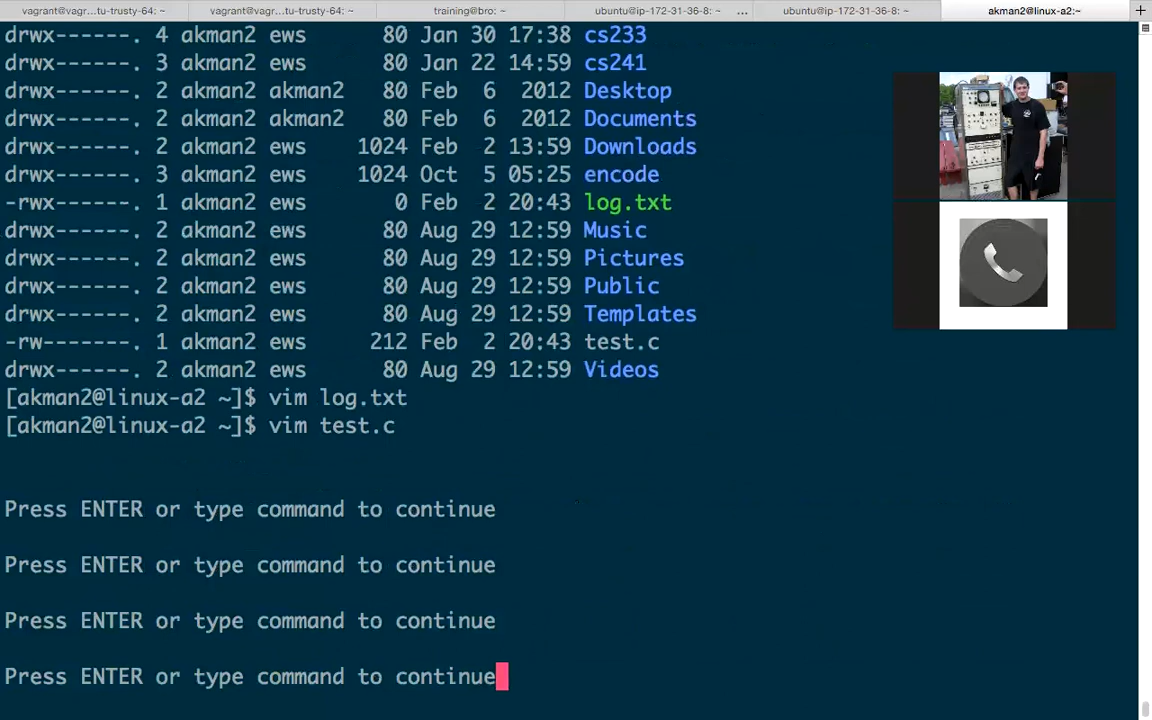 vagrant@vagr...tu-trusty-64: ~ vagrant@vagr...tu-trusty-64: ~ training@bro: ~ ubuntu@ip-172-31-36-8: ~ ... ubuntu@ip-172-31-36-8: ~ akman2@linux-a2:~ +
drwx------. 4 akman2 ews 80 Jan 30 17:38 cs233
drwx------. 3 akman2 ews 80 Jan 22 14:59 cs241
drwx------. 2 akman2 akman2 80 Feb 6 2012 Desktop
drwx------. 2 akman2 akman2 80 Feb 6 2012 Documents
drwx------. 2 akman2 ews 1024 Feb 2 13:59 Downloads
drwx------. 3 akman2 ews 1024 Oct 5 05:25 encode
-rwx------. 1 akman2 ews 0 Feb 2 20:43 log.txt
drwx------. 2 akman2 ews 80 Aug 29 12:59 Music
drwx------. 2 akman2 ews 80 Aug 29 12:59 Pictures
drwx------. 2 akman2 ews 80 Aug 29 12:59 Public
drwx------. 2 akman2 ews 80 Aug 29 12:59 Templates
-rw-------. 1 akman2 ews 212 Feb 2 20:43 test.c
drwx------. 2 akman2 ews 80 Aug 29 12:59 Videos
[akman2@linux-a2 ~]$ vim log.txt
[akman2@linux-a2 ~]$ vim test.c
Press ENTER or type command to continue
Press ENTER or type command to continue
Press ENTER or type command to continue
Press ENTER or type command to continue